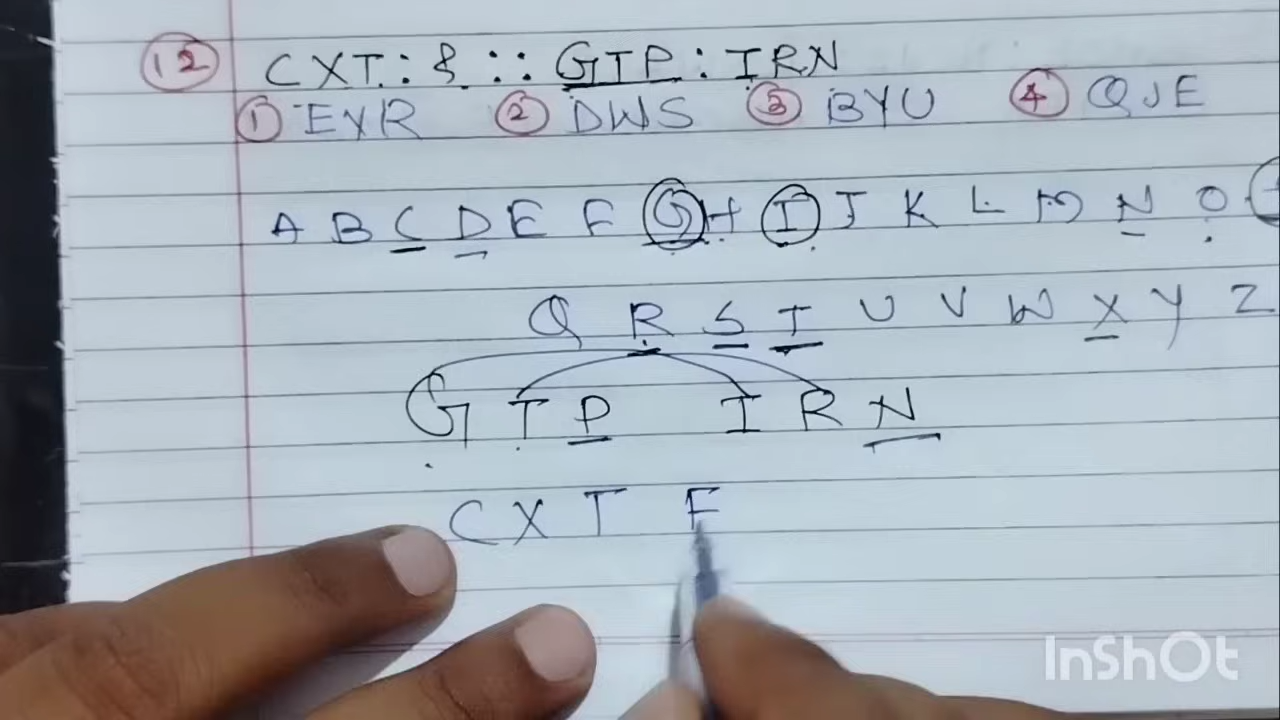 12 CXT : ? :: GTP : IRN
1 EYR 2 DWS 3 BYU 4 QJE
A B C D E F G H I J K L M N O
Q R S T U V W X Y Z
G T P I R N
C X T E
InShOt